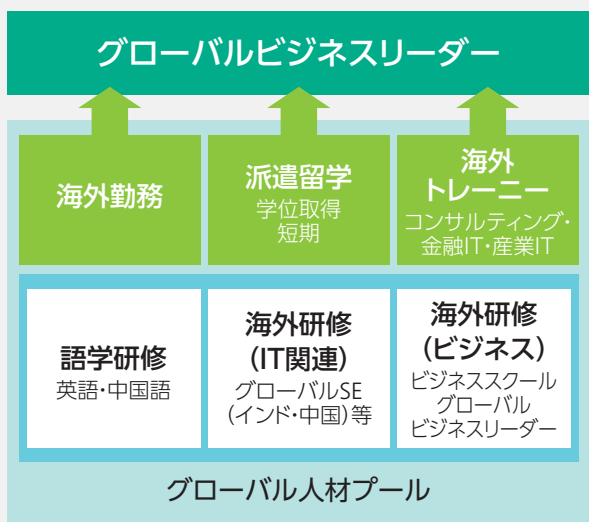 グローバルビジネスリーダー
海外勤務
派遣留学
学位取得
短期
海外
トレーニー
コンサルティング・
金融IT・産業IT
語学研修
英語・中国語
海外研修
(IT関連)
グローバルSE
(インド・中国)等
海外研修
(ビジネス)
ビジネススクール
グローバル
ビジネスリーダー
グローバル人材プール